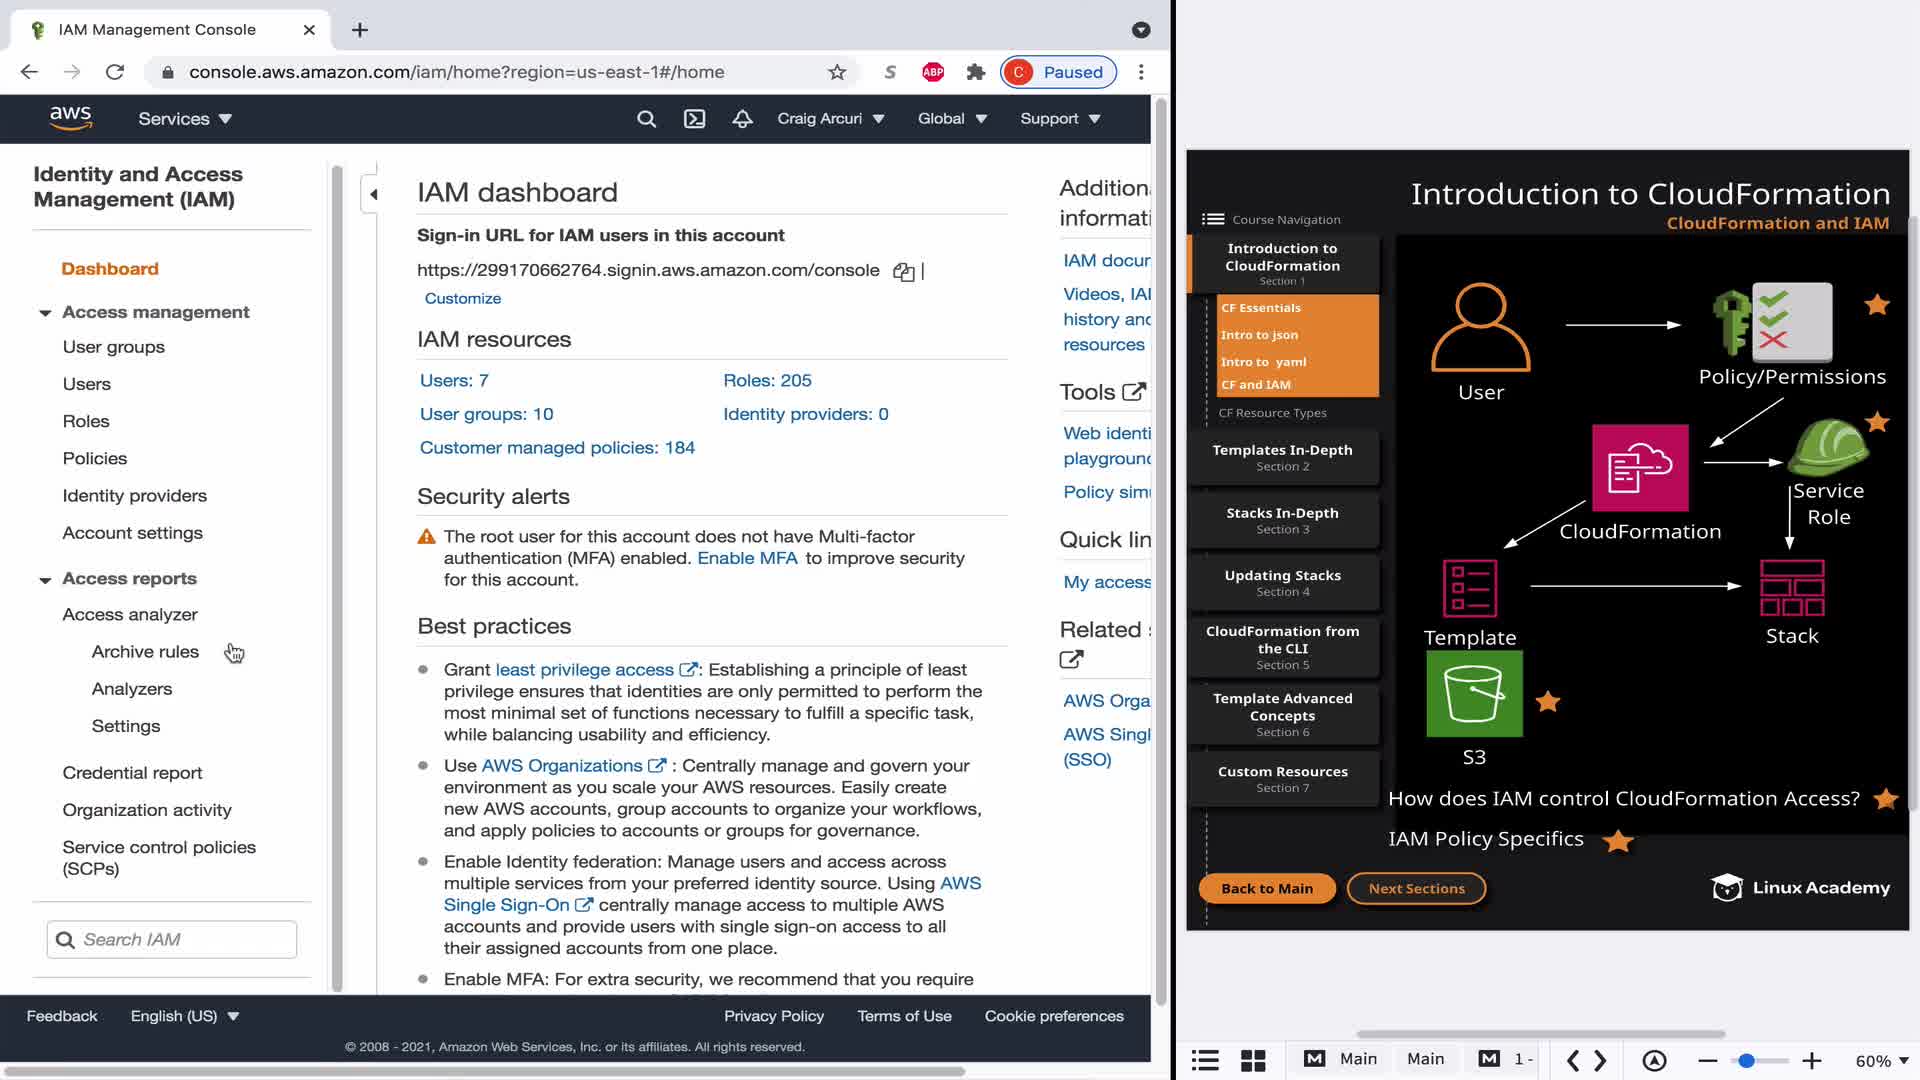 IAM Management Console
console.aws.amazon.com/iam/home?region=us-east-1#/home
S
ABP
C
Paused
aws
Services
Craig Arcuri
Global
Support
Identity and Access
Management (IAM)
Dashboard
Access management
User groups
Users
Roles
Policies
Identity providers
Account settings
Access reports
Access analyzer
Archive rules
Analyzers
Settings
Credential report
Organization activity
Service control policies
(SCPs)
Search IAM
IAM dashboard
Sign-in URL for IAM users in this account
https://299170662764.signin.aws.amazon.com/console |
Customize
IAM resources
Users: 7
Roles: 205
User groups: 10
Identity providers: 0
Customer managed policies: 184
Security alerts
The root user for this account does not have Multi-factor
authentication (MFA) enabled. Enable MFA to improve security
for this account.
Best practices
Grant least privilege access : Establishing a principle of least
privilege ensures that identities are only permitted to perform the
most minimal set of functions necessary to fulfill a specific task,
while balancing usability and efficiency.
Use AWS Organizations : Centrally manage and govern your
environment as you scale your AWS resources. Easily create
new AWS accounts, group accounts to organize your workflows,
and apply policies to accounts or groups for governance.
Enable Identity federation: Manage users and access across
multiple services from your preferred identity source. Using AWS
Single Sign-On centrally manage access to multiple AWS
accounts and provide users with single sign-on access to all
their assigned accounts from one place.
Enable MFA: For extra security, we recommend that you require
Addition
informati
IAM docur
Videos, IAI
history and
resources
Tools
Web identi
playground
Policy simu
Quick lin
My access
Related s
AWS Orga
AWS Singl
(SSO)
Feedback
English (US)
Privacy Policy
Terms of Use
Cookie preferences
© 2008 - 2021, Amazon Web Services, Inc. or its affiliates. All rights reserved.
Introduction to CloudFormation
CloudFormation and IAM
Course Navigation
Introduction to
CloudFormation
Section 1
CF Essentials
Intro to json
Intro to yaml
CF and IAM
CF Resource Types
Templates In-Depth
Section 2
Stacks In-Depth
Section 3
Updating Stacks
Section 4
CloudFormation from
the CLI
Section 5
Template Advanced
Concepts
Section 6
Custom Resources
Section 7
User
Policy/Permissions
CloudFormation
Service
Role
Template
Stack
S3
How does IAM control CloudFormation Access?
IAM Policy Specifics
Back to Main
Next Sections
Linux Academy
M Main
Main
M 1 -
60%